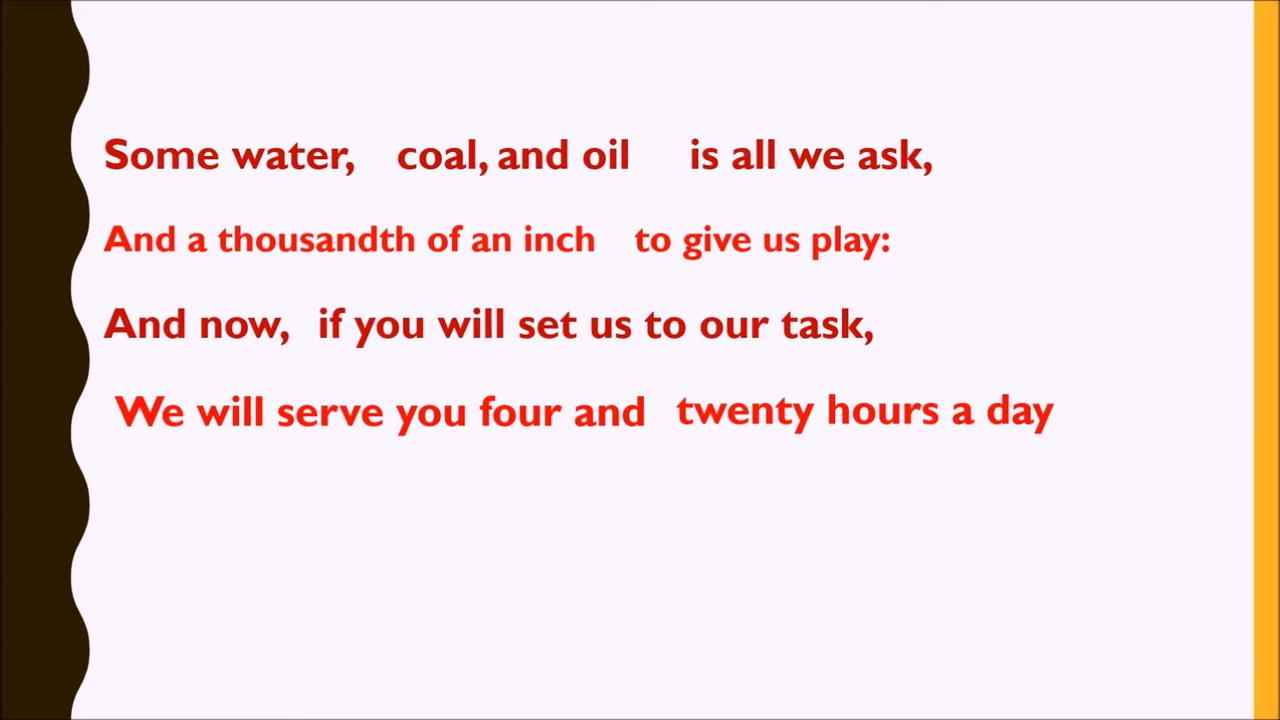 Some water, coal, and oil is all we ask,
And a thousandth of an inch to give us play:
And now, if you will set us to our task,
We will serve you four and twenty hours a day